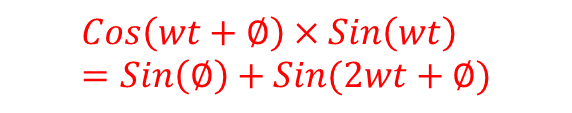 Cos(wt + ∅) × Sin(wt)
= Sin(∅) + Sin(2wt + ∅)